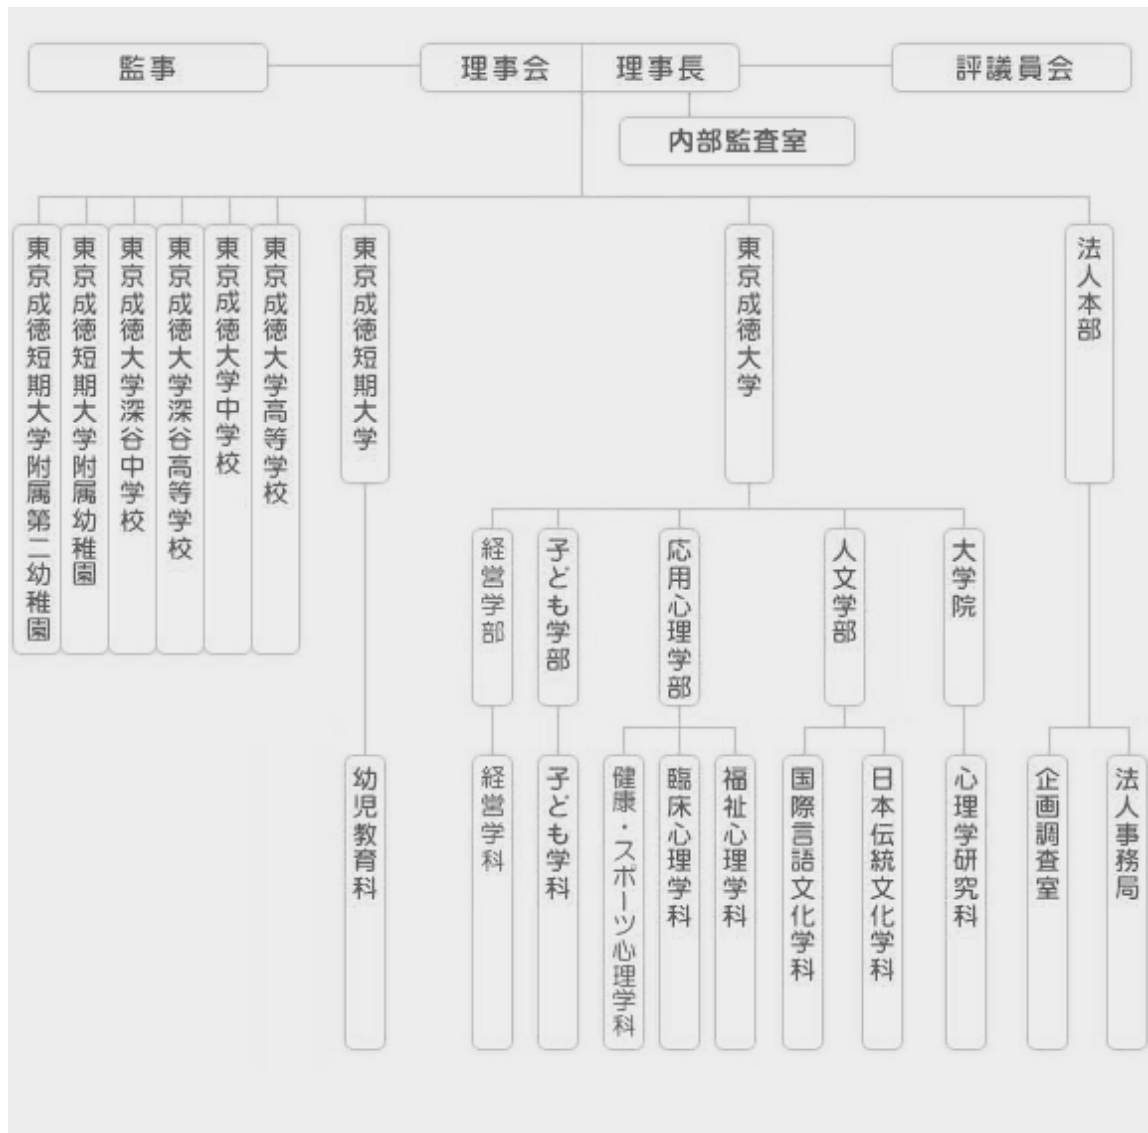 監事
理事会
理事長
評議員会
内部監査室
東京成徳短期大学附属第二幼稚園
東京成徳短期大学附属幼稚園
東京成徳大学深谷中学校
東京成徳大学深谷高等学校
東京成徳大学中学校
東京成徳大学高等学校
東京成徳短期大学
東京成徳大学
法人本部
経営学部
子ども学部
応用心理学部
人文学部
大学院
幼児教育科
経営学科
子ども学科
健康・スポーツ心理学科
臨床心理学科
福祉心理学科
国際言語文化学科
日本伝統文化学科
心理学研究科
企画調査室
法人事務局